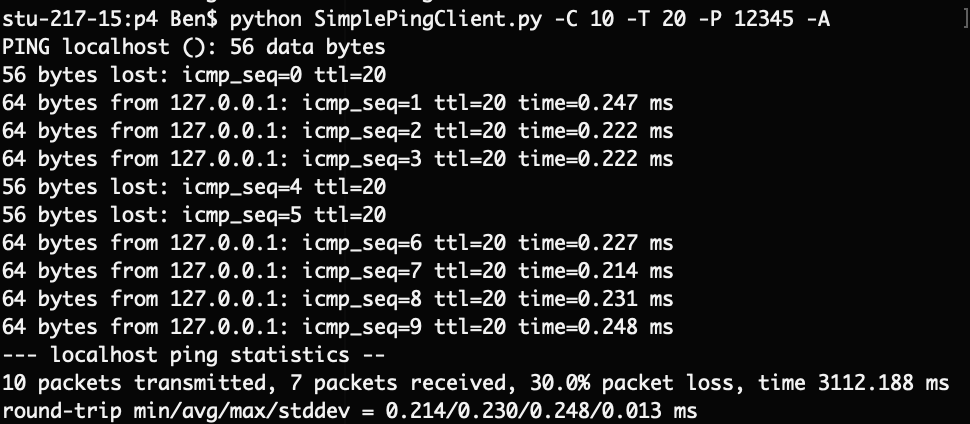 stu-217-15:p4 Ben$ python SimplePingClient.py -C 10 -T 20 -P 12345 -A ]
PING localhost (): 56 data bytes
56 bytes lost: icmp_seq=0 ttl=20
64 bytes from 127.0.0.1: icmp_seq=1 ttl=20 time=0.247 ms
64 bytes from 127.0.0.1: icmp_seq=2 ttl=20 time=0.222 ms
64 bytes from 127.0.0.1: icmp_seq=3 ttl=20 time=0.222 ms
56 bytes lost: icmp_seq=4 ttl=20
56 bytes lost: icmp_seq=5 ttl=20
64 bytes from 127.0.0.1: icmp_seq=6 ttl=20 time=0.227 ms
64 bytes from 127.0.0.1: icmp_seq=7 ttl=20 time=0.214 ms
64 bytes from 127.0.0.1: icmp_seq=8 ttl=20 time=0.231 ms
64 bytes from 127.0.0.1: icmp_seq=9 ttl=20 time=0.248 ms
--- localhost ping statistics --
10 packets transmitted, 7 packets received, 30.0% packet loss, time 3112.188 ms
round-trip min/avg/max/stddev = 0.214/0.230/0.248/0.013 ms